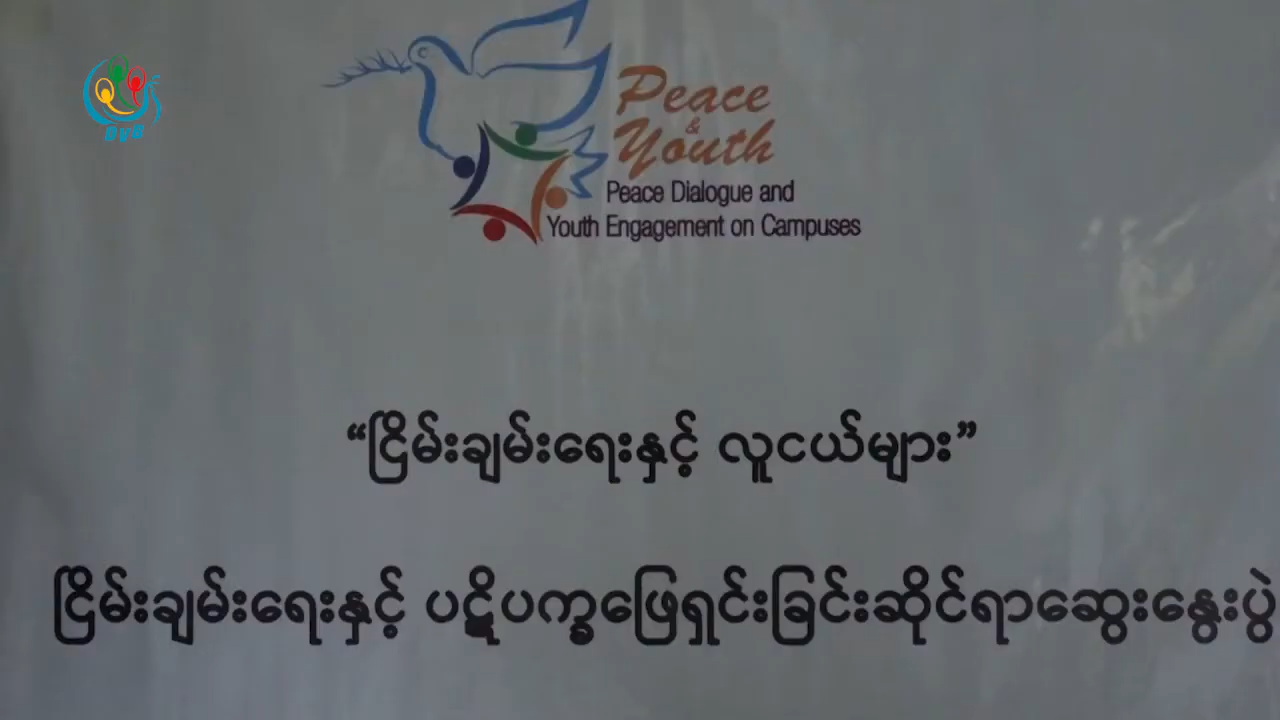 DVB
Peace
&
Youth
Peace Dialogue and
Youth Engagement on Campuses
“ငြိမ်းချမ်းရေးနှင့် လူငယ်များ”
ငြိမ်းချမ်းရေးနှင့် ပဋိပက္ခဖြေရှင်းခြင်းဆိုင်ရာဆွေးနွေးပွဲ